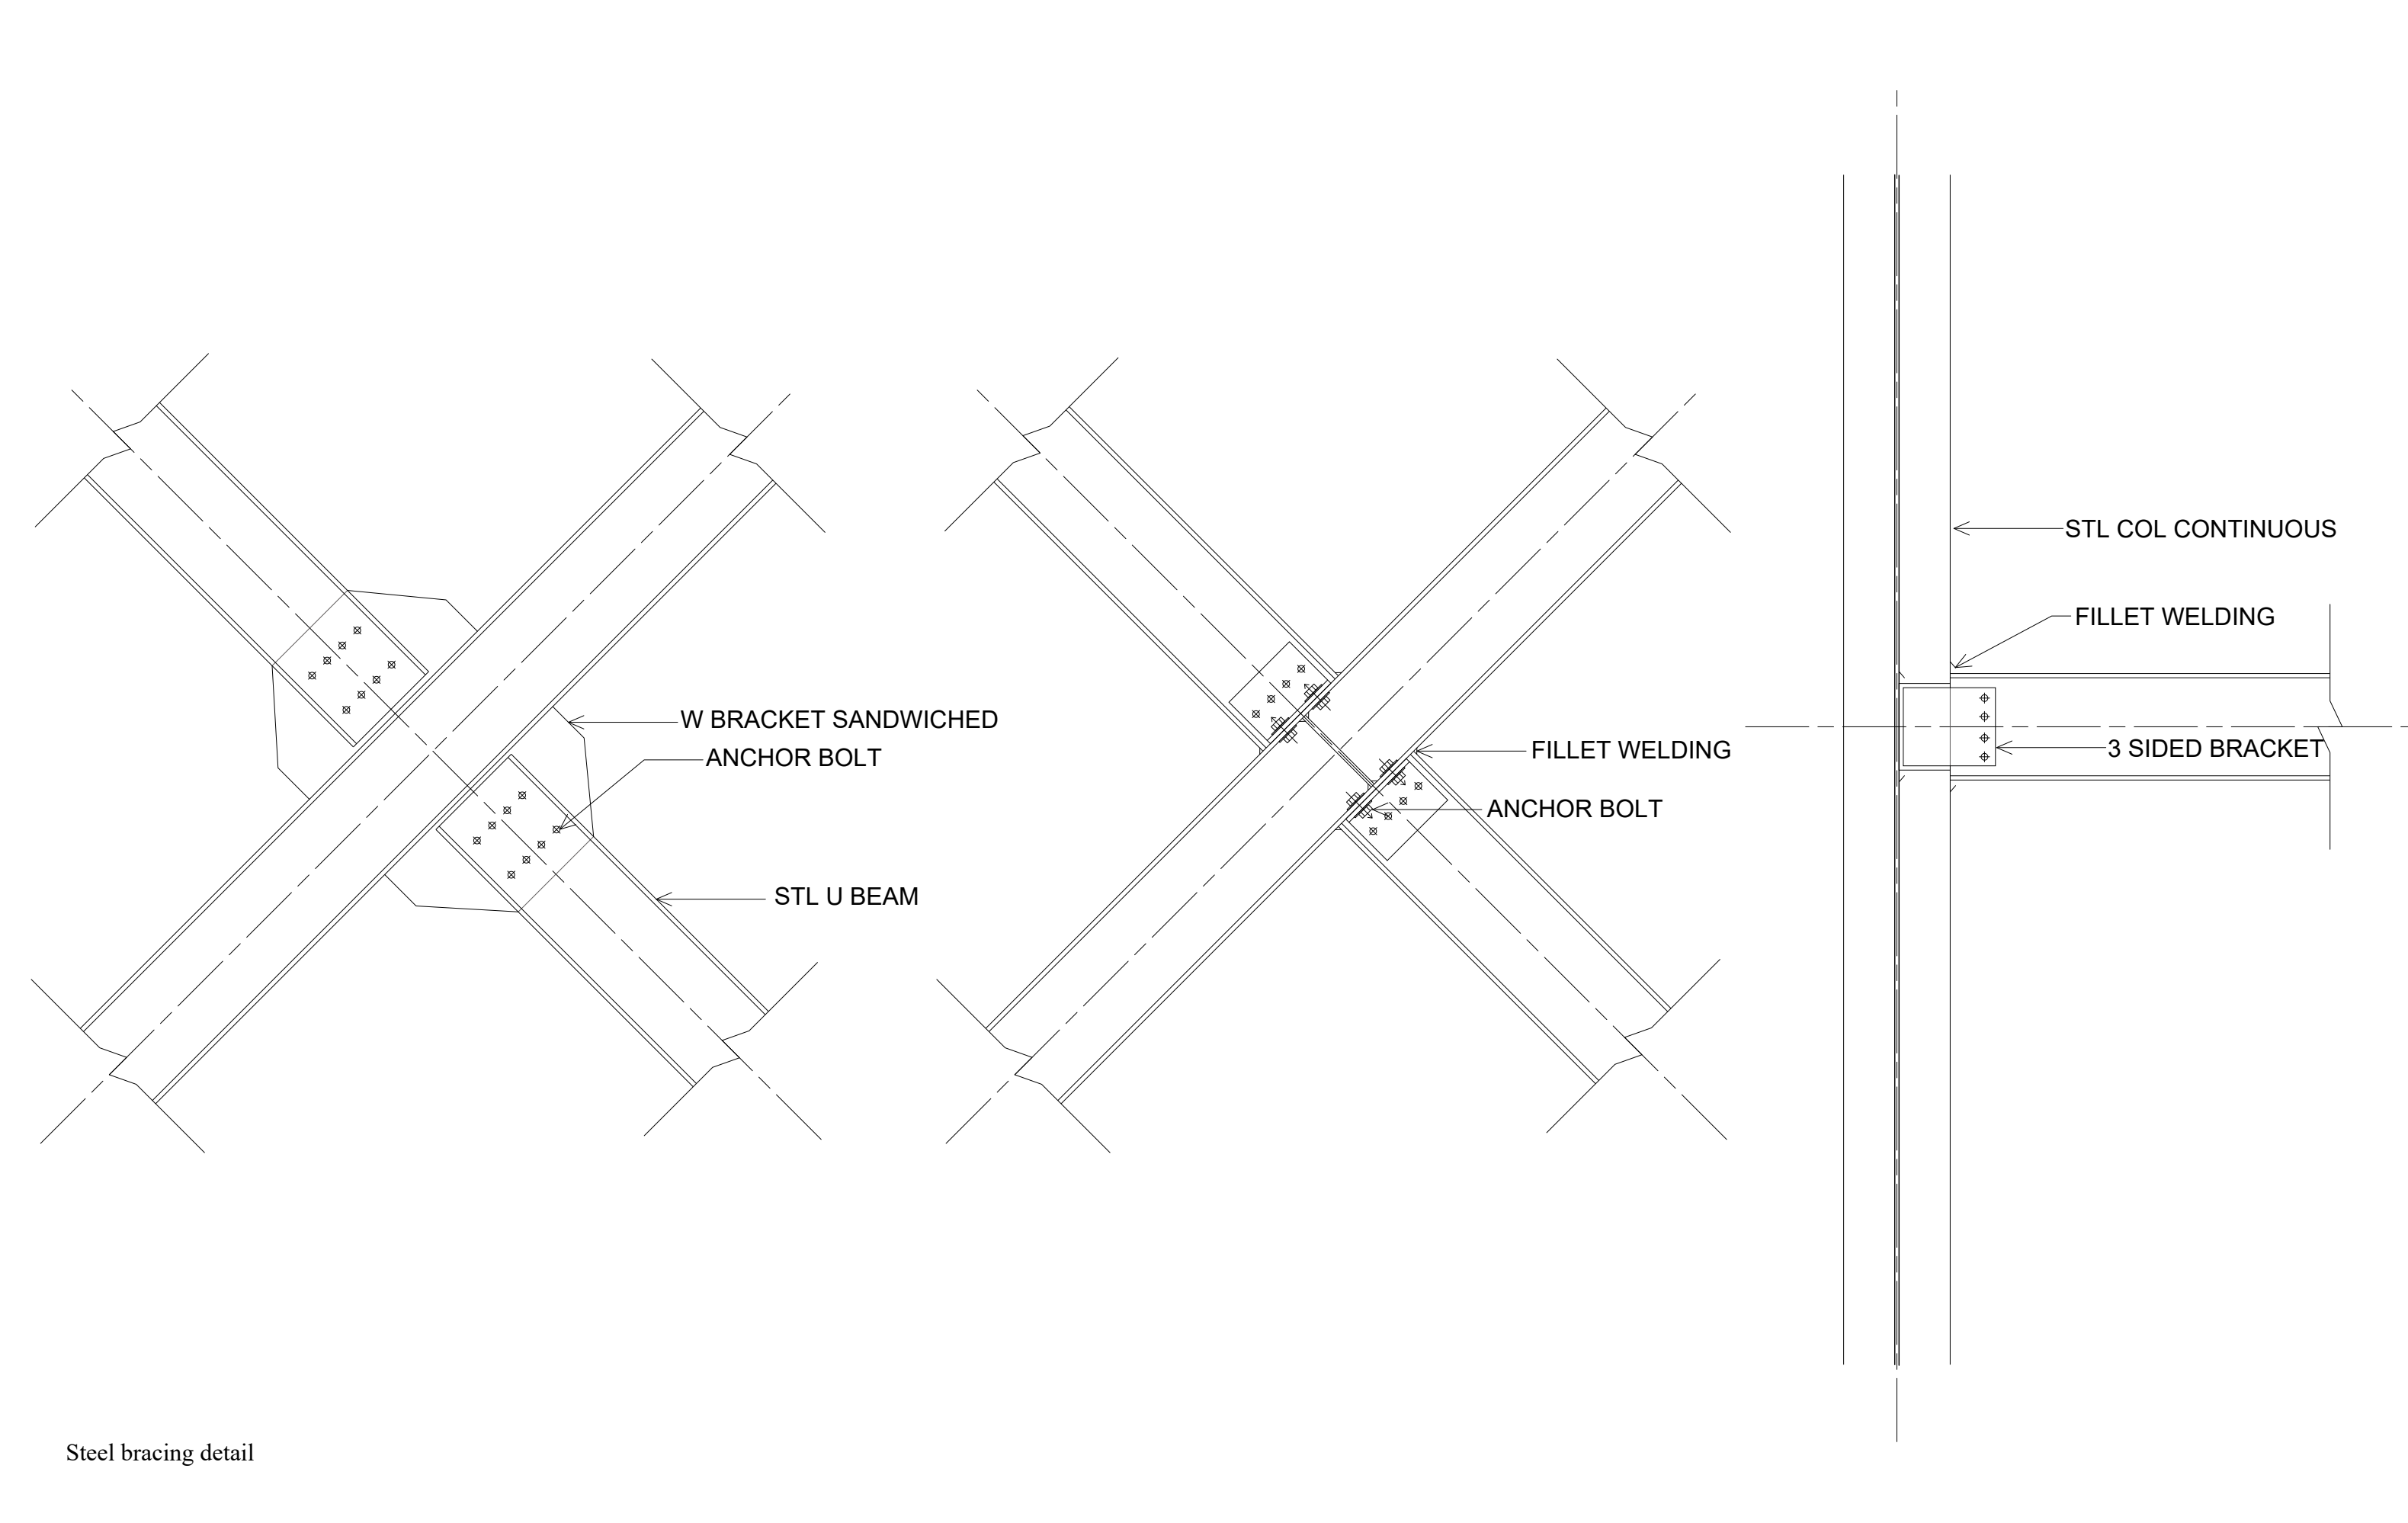 STL COL CONTINUOUS
FILLET WELDING
W BRACKET SANDWICHED
ANCHOR BOLT
FILLET WELDING
3 SIDED BRACKET
ANCHOR BOLT
STL U BEAM
Steel bracing detail